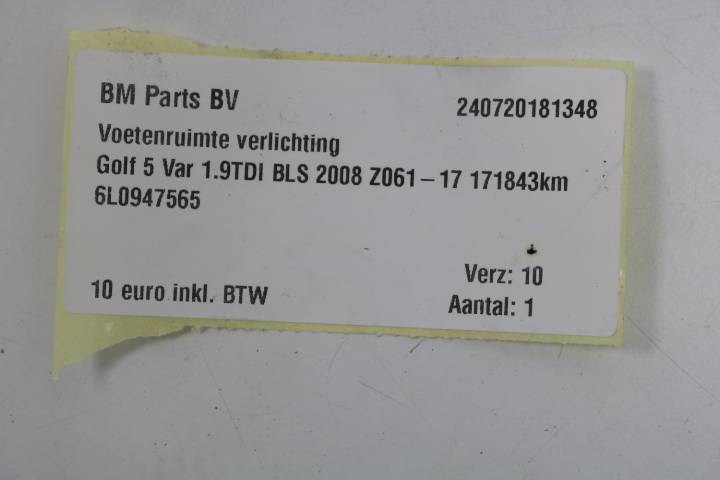 BM Parts BV 240720181348
Voetenruimte verlichting
Golf 5 Var 1.9TDI BLS 2008 Z061-17 171843km
6L0947565
Verz: 10
10 euro inkl. BTW Aantal: 1